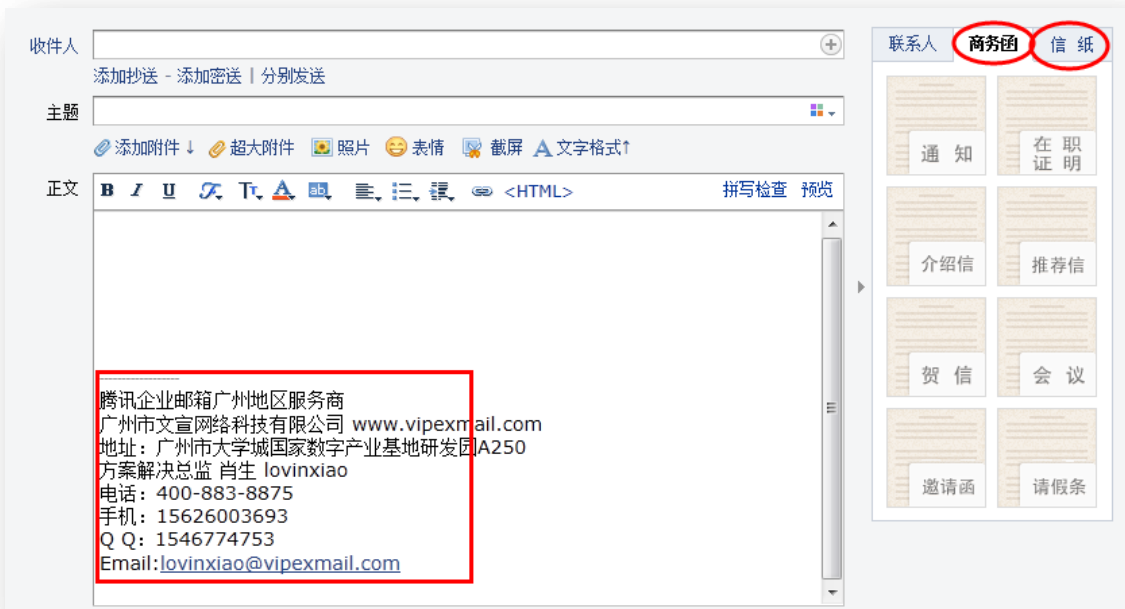 收件人
添加抄送 - 添加密送 | 分别发送
主题
添加附件↓ 超大附件 照片 表情 截屏 A 文字格式↑
正文 B I U <HTML> 拼写检查 预览
----------------
腾讯企业邮箱广州地区服务商
广州市文宣网络科技有限公司 www.vipexmail.com
地址：广州市大学城国家数字产业基地研发园A250
方案解决总监 肖生 lovinxiao
电话：400-883-8875
手机：15626003693
Q Q：1546774753
Email:lovinxiao@vipexmail.com
联系人 商务函 信 纸
通 知
在 职
证 明
介绍信
推荐信
贺 信
会 议
邀请函
请假条